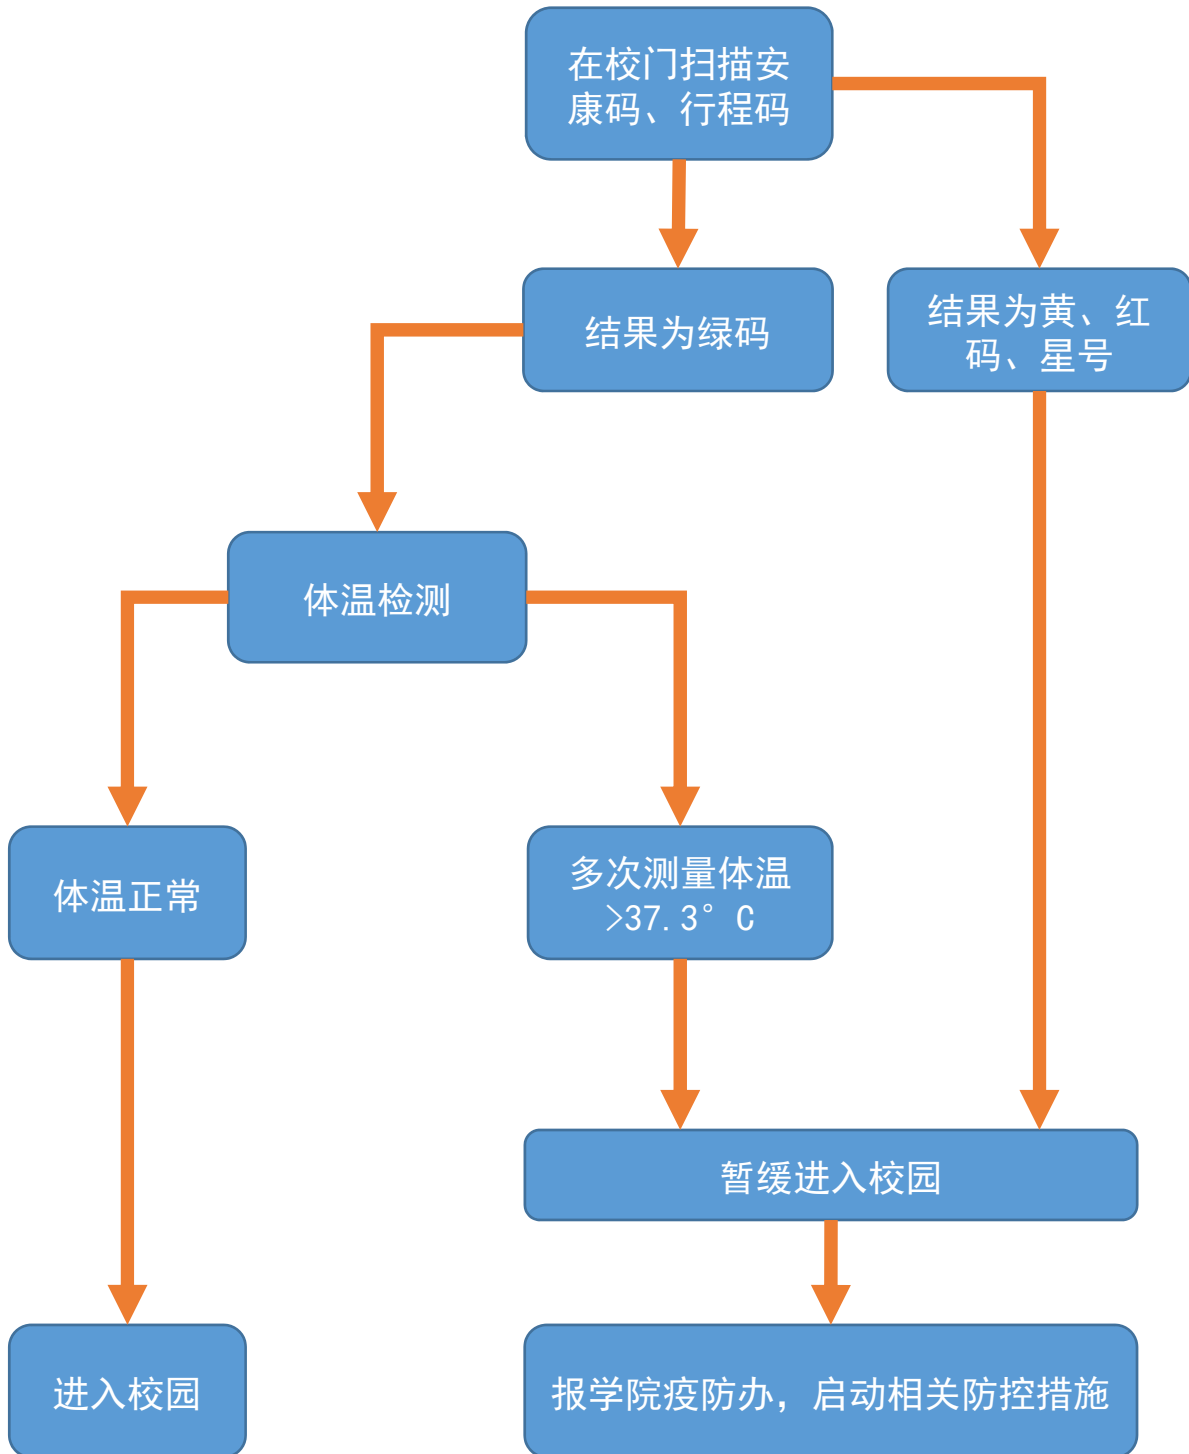 在校门扫描安
康码、行程码
结果为绿码
结果为黄、红
码、星号
体温检测
体温正常
多次测量体温
>37.3°C
暂缓进入校园
进入校园
报学院疫防办，启动相关防控措施